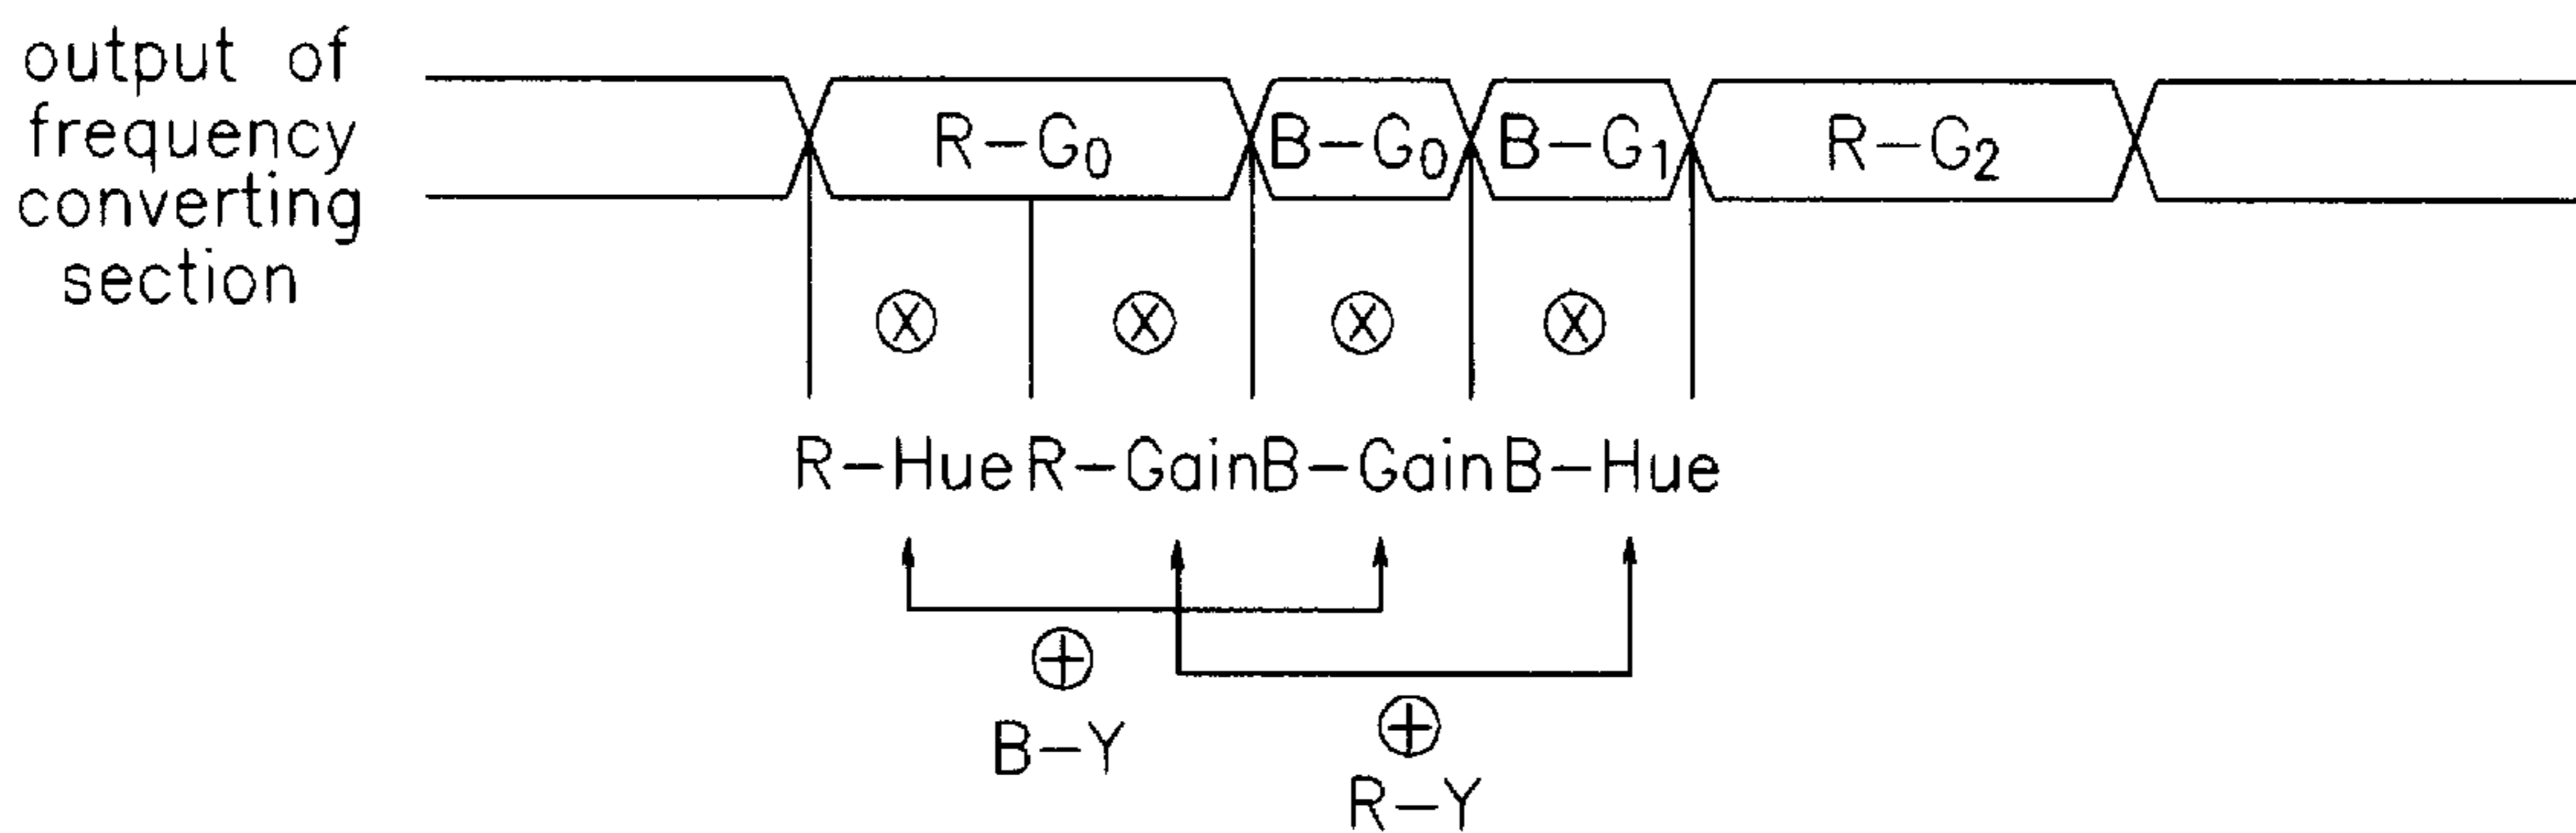 output of
frequency
converting
section
R-G0 B-G0 B-G1 R-G2
R-Hue R-Gain B-Gain B-Hue
B-Y
R-Y